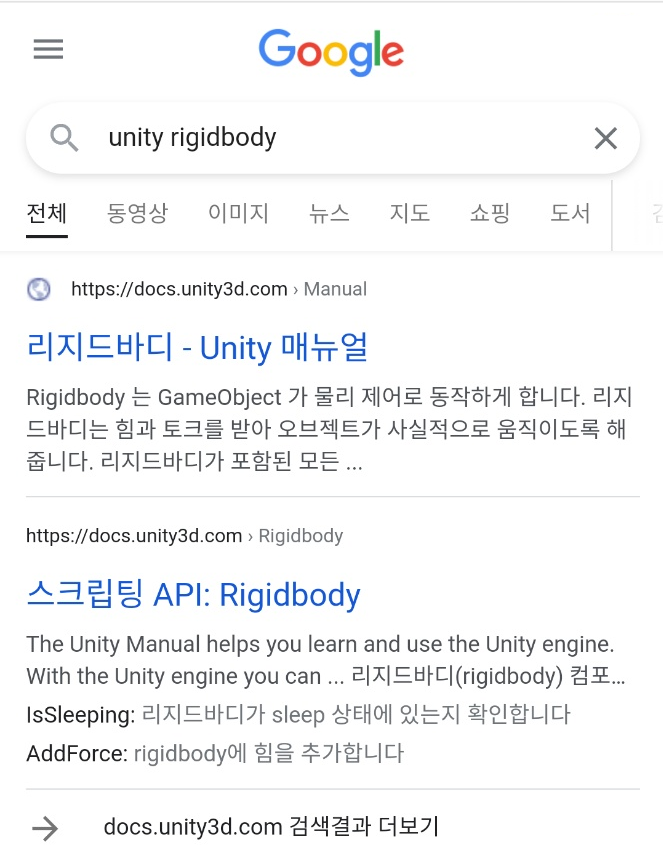 Google
unity rigidbody
전체 동영상 이미지 뉴스 지도 쇼핑 도서
https://docs.unity3d.com › Manual
리지드바디 - Unity 매뉴얼
Rigidbody 는 GameObject 가 물리 제어로 동작하게 합니다. 리지
드바디는 힘과 토크를 받아 오브젝트가 사실적으로 움직이도록 해
줍니다. 리지드바디가 포함된 모든 ...
https://docs.unity3d.com › Rigidbody
스크립팅 API: Rigidbody
The Unity Manual helps you learn and use the Unity engine.
With the Unity engine you can ... 리지드바디(rigidbody) 컴포...
IsSleeping: 리지드바디가 sleep 상태에 있는지 확인합니다
AddForce: rigidbody에 힘을 추가합니다
docs.unity3d.com 검색결과 더보기